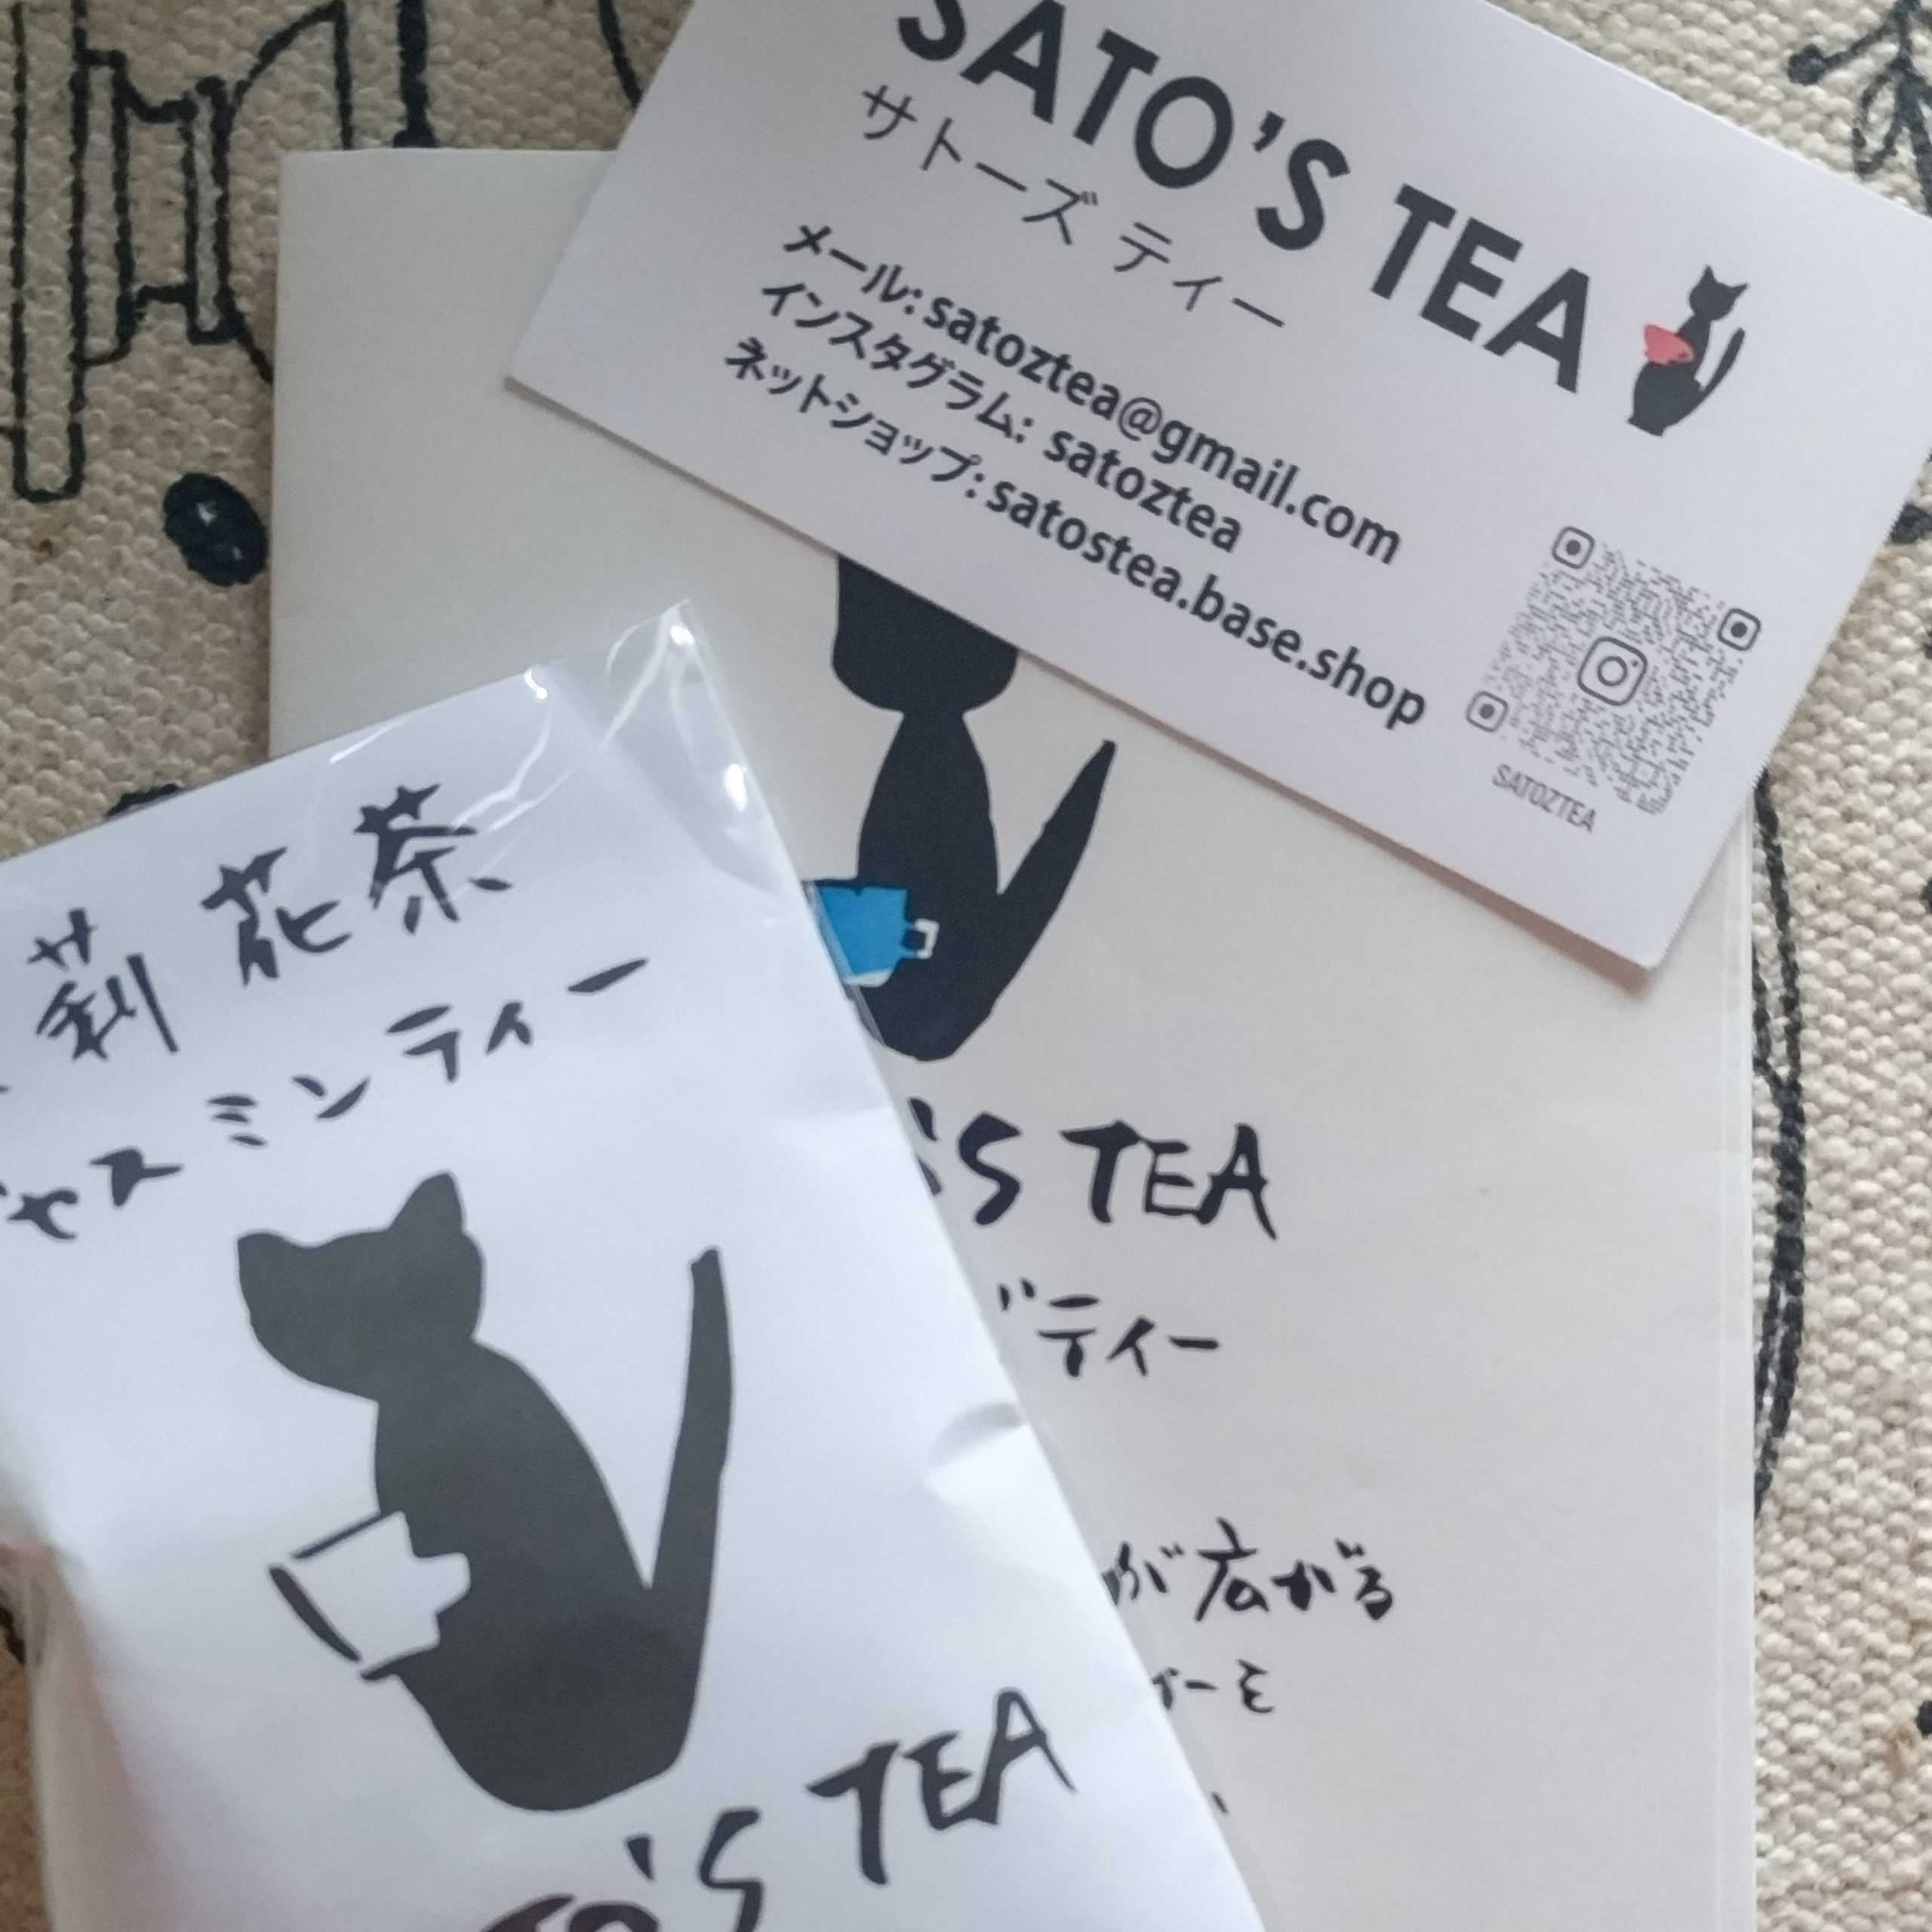 SATO'S TEA
サトーズ ティー
メール: satoztea@gmail.com
インスタグラム: satoztea
ネットショップ: satostea.base.shop
SATOZTEA
莉花茶
ャスミンティー
O'S TEA
'S TEA
ズティー
が広がる
ーを